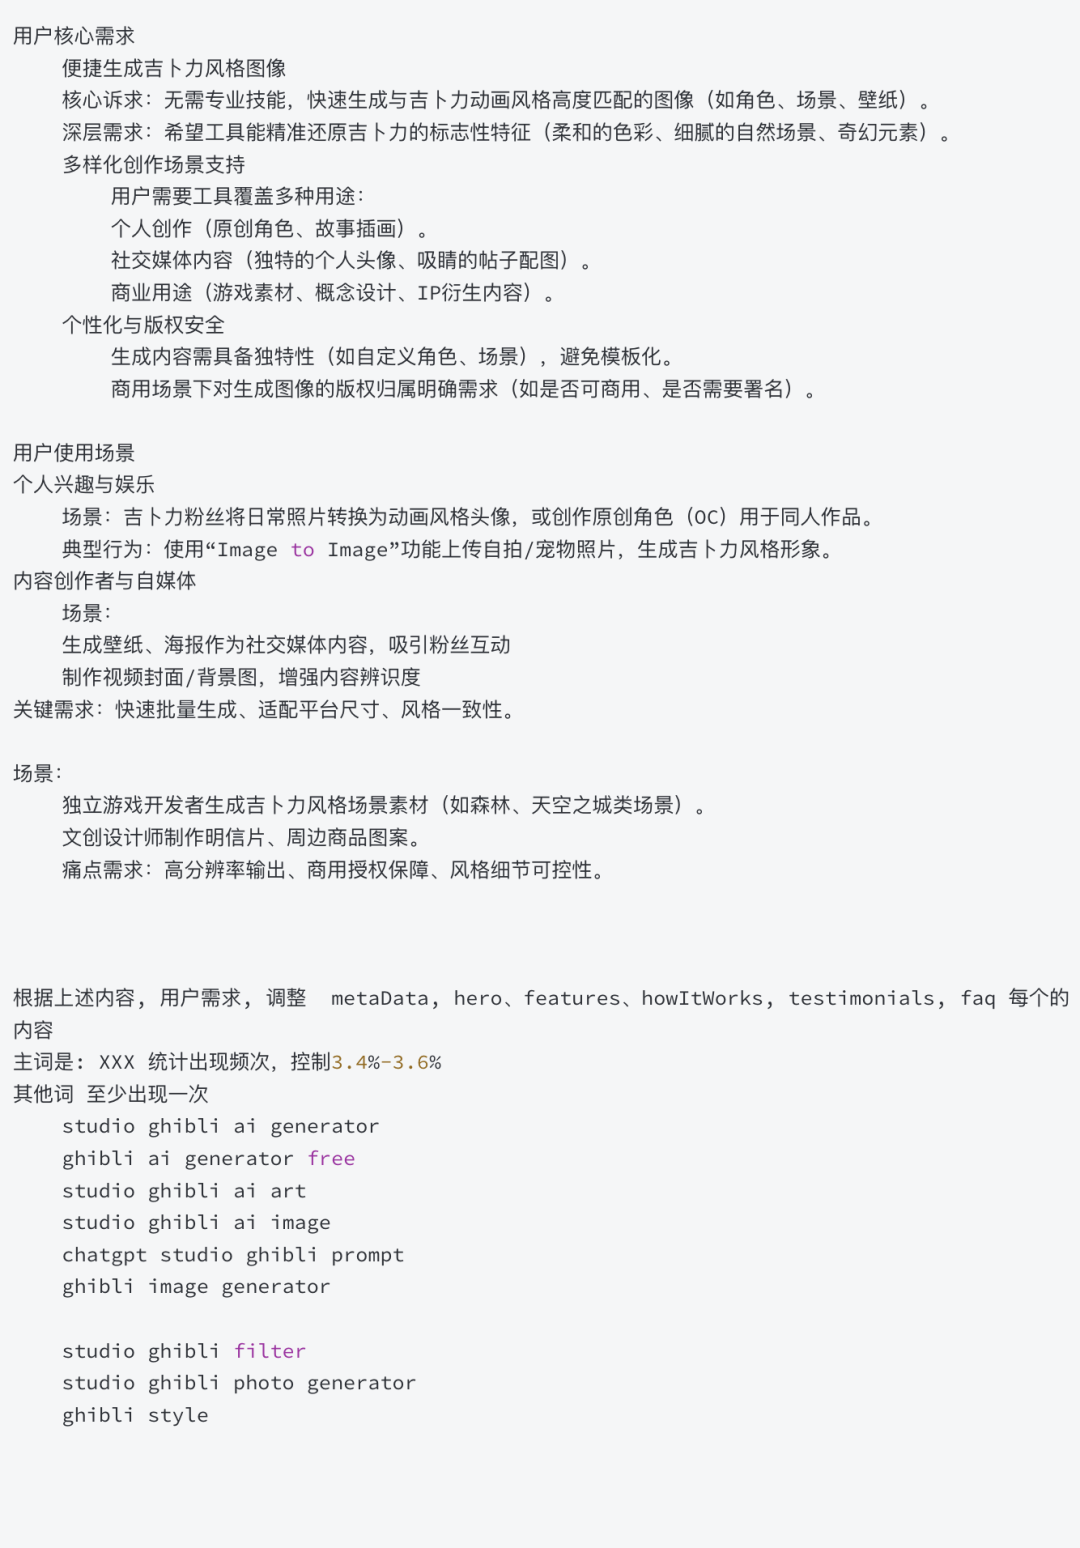 用户核心需求
便捷生成吉卜力风格图像
核心诉求：无需专业技能，快速生成与吉卜力动画风格高度匹配的图像（如角色、场景、壁纸）。
深层需求：希望工具能精准还原吉卜力的标志性特征（柔和的色彩、细腻的自然场景、奇幻元素）。
多样化创作场景支持
用户需要工具覆盖多种用途：
个人创作（原创角色、故事插画）。
社交媒体内容（独特的个人头像、吸睛的帖子配图）。
商业用途（游戏素材、概念设计、IP衍生内容）。
个性化与版权安全
生成内容需具备独特性（如自定义角色、场景），避免模板化。
商用场景下对生成图像的版权归属明确需求（如是否可商用、是否需要署名）。
用户使用场景
个人兴趣与娱乐
场景：吉卜力粉丝将日常照片转换为动画风格头像，或创作原创角色（OC）用于同人作品。
典型行为：使用“Image to Image”功能上传自拍/宠物照片，生成吉卜力风格形象。
内容创作者与自媒体
场景：
生成壁纸、海报作为社交媒体内容，吸引粉丝互动
制作视频封面/背景图，增强内容辨识度
关键需求：快速批量生成、适配平台尺寸、风格一致性。
场景：
独立游戏开发者生成吉卜力风格场景素材（如森林、天空之城类场景）。
文创设计师制作明信片、周边商品图案。
痛点需求：高分辨率输出、商用授权保障、风格细节可控性。
根据上述内容, 用户需求, 调整 metaData, hero、features、howItWorks, testimonials, faq 每个的
内容
主词是: XXX 统计出现频次，控制3.4%-3.6%
其他词 至少出现一次
studio ghibli ai generator
ghibli ai generator free
studio ghibli ai art
studio ghibli ai image
chatgpt studio ghibli prompt
ghibli image generator
studio ghibli filter
studio ghibli photo generator
ghibli style